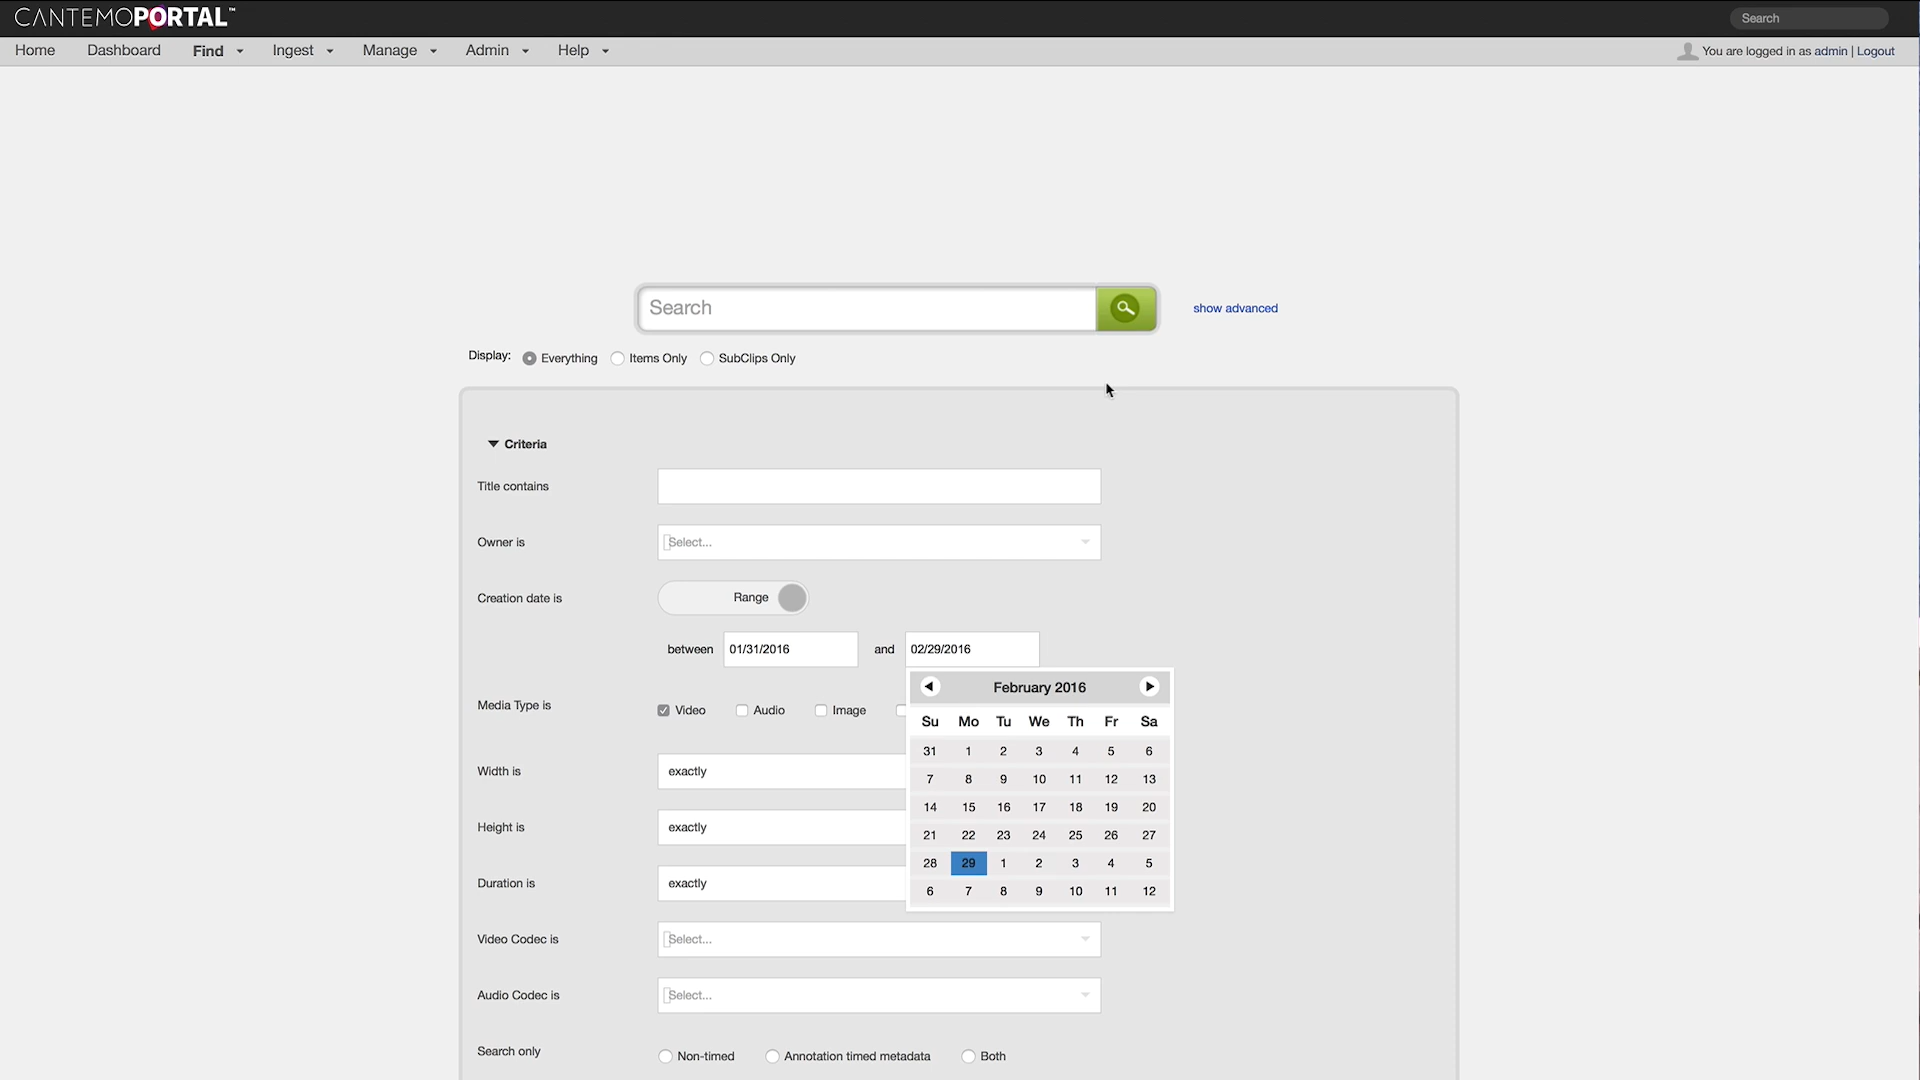 CANTEMOPORTAL™
Search
Home Dashboard Find Ingest Manage Admin Help
You are logged in as admin | Logout
Search
show advanced
Display: Everything Items Only SubClips Only
Criteria
Title contains
Owner is Select...
Creation date is Range
between 01/31/2016 and 02/29/2016
February 2016
Media Type is Video Audio Image
Su Mo Tu We Th Fr Sa
31 1 2 3 4 5 6
Width is exactly
7 8 9 10 11 12 13
14 15 16 17 18 19 20
Height is exactly
21 22 23 24 25 26 27
28 29 1 2 3 4 5
Duration is exactly
6 7 8 9 10 11 12
Video Codec is Select...
Audio Codec is Select...
Search only Non-timed Annotation timed metadata Both